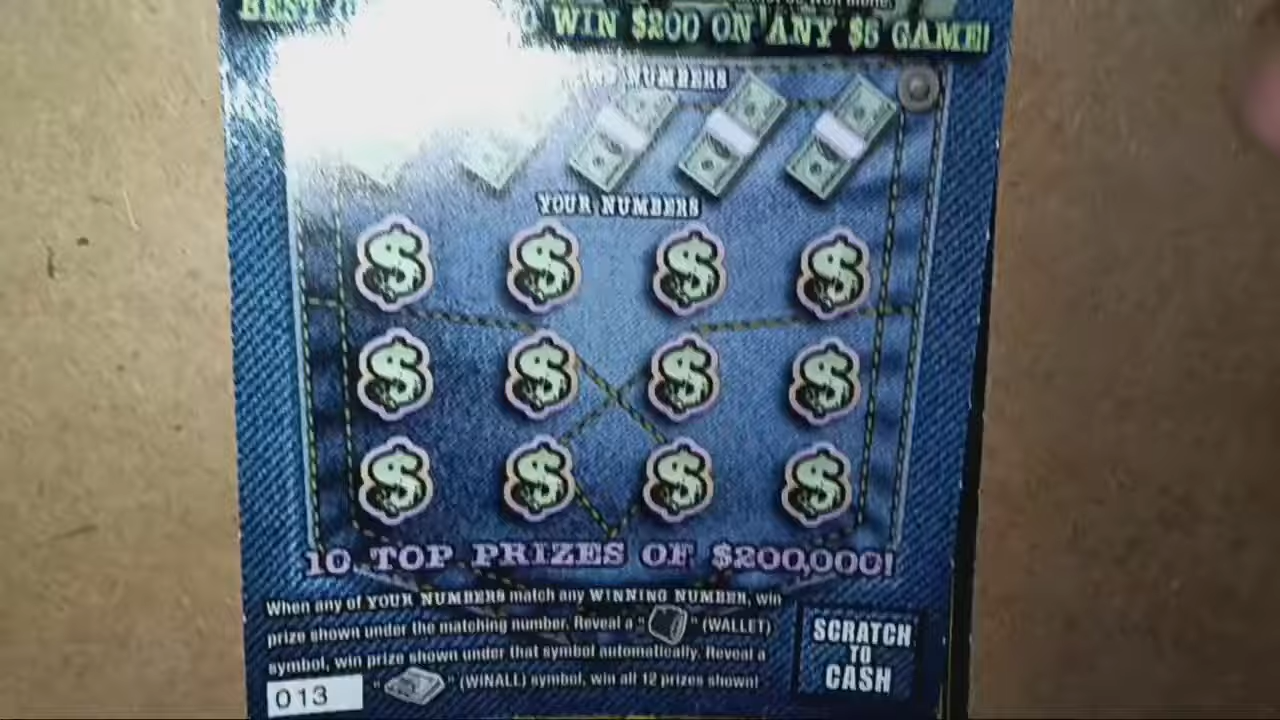 BEST
WIN $200 ON ANY $5 GAME!
NUMBERS
YOUR NUMBERS
10 TOP PRIZES OF $200,000!
When any of YOUR NUMBERS match any WINNING NUMBER, win
prize shown under the matching number. Reveal a " " (WALLET)
symbol, win prize shown under that symbol automatically. Reveal a
" " (WINALL) symbol, win all 12 prizes shown!
013
SCRATCH
TO
CASH